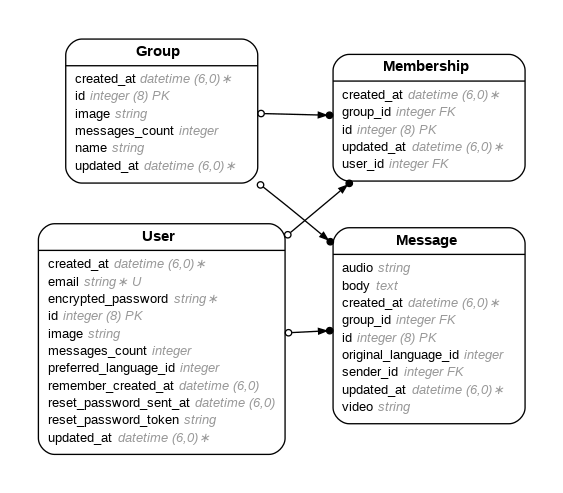 Group
created_at datetime (6,0)∗
id integer (8) PK
image string
messages_count integer
name string
updated_at datetime (6,0)∗
Membership
created_at datetime (6,0)∗
group_id integer FK
id integer (8) PK
updated_at datetime (6,0)∗
user_id integer FK
User
created_at datetime (6,0)∗
email string∗ U
encrypted_password string∗
id integer (8) PK
image string
messages_count integer
preferred_language_id integer
remember_created_at datetime (6,0)
reset_password_sent_at datetime (6,0)
reset_password_token string
updated_at datetime (6,0)∗
Message
audio string
body text
created_at datetime (6,0)∗
group_id integer FK
id integer (8) PK
original_language_id integer
sender_id integer FK
updated_at datetime (6,0)∗
video string